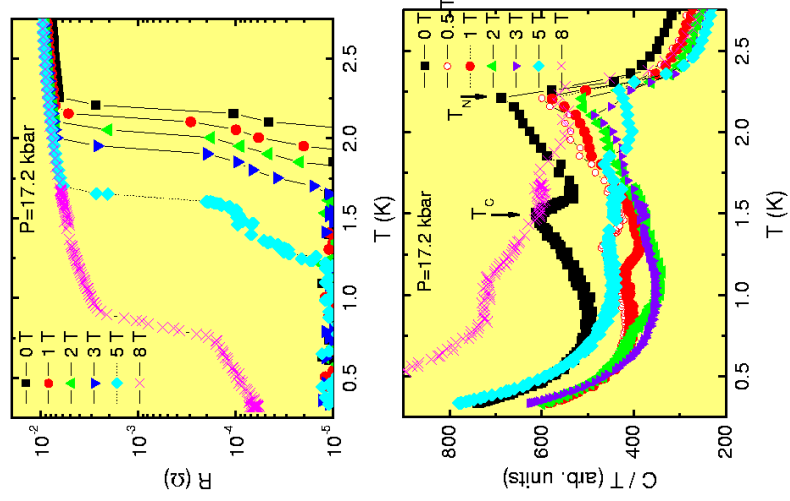 P=17.2 kbar
0 T
1 T
2 T
3 T
5 T
8 T
R (Ω)
10⁻²
10⁻³
10⁻⁴
10⁻⁵
0.5
1.0
1.5
2.0
2.5
T (K)
P=17.2 kbar
T_C
T_N
0 T
0.5 T
1 T
2 T
3 T
5 T
8 T
C / T (arb. units)
800
600
400
200
0.5
1.0
1.5
2.0
2.5
T (K)